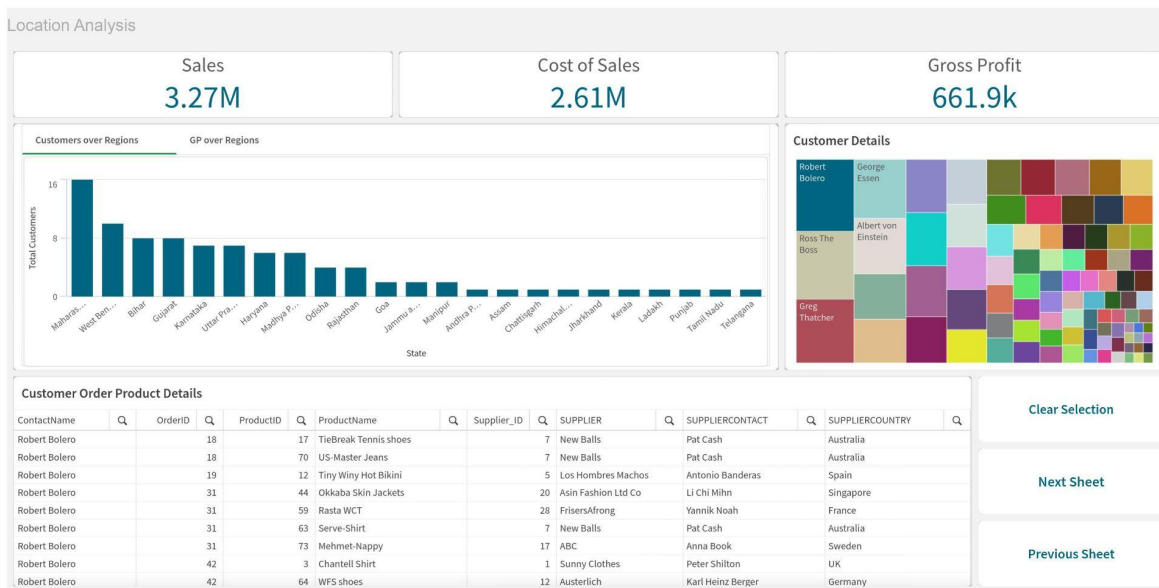 Location Analysis
Sales Cost of Sales Gross Profit
3.27M 2.61M 661.9k
Customers over Regions GP over Regions
Total Customers
16
8
0
Maharas... West Ben... Bihar Gujarat Karnataka Uttar Pra... Haryana Madhya P... Odisha Rajasthan Goa Jammu a... Manipur Andhra P... Assam Chattisgarh Himachal... Jharkhand Kerala Ladakh Punjab Tamil Nadu Telangana
State
Customer Details
Robert
Bolero
George
Essen
Albert von
Einstein
Ross The
Boss
Greg
Thatcher
Customer Order Product Details
ContactName OrderID ProductID ProductName Supplier_ID SUPPLIER SUPPLIERCONTACT SUPPLIERCOUNTRY
Robert Bolero 18 17 TieBreak Tennis shoes 7 New Balls Pat Cash Australia
Robert Bolero 18 70 US-Master Jeans 7 New Balls Pat Cash Australia
Robert Bolero 19 12 Tiny Winy Hot Bikini 5 Los Hombres Machos Antonio Banderas Spain
Robert Bolero 31 44 Okkaba Skin Jackets 20 Asin Fashion Ltd Co Li Chi Mihn Singapore
Robert Bolero 31 59 Rasta WCT 28 FrisersAfrong Yannik Noah France
Robert Bolero 31 63 Serve-Shirt 7 New Balls Pat Cash Australia
Robert Bolero 31 73 Mehmet-Nappy 17 ABC Anna Book Sweden
Robert Bolero 42 3 Chantell Shirt 1 Sunny Clothes Peter Shilton UK
Robert Bolero 42 64 WFS shoes 12 Austerlich Karl Heinz Berger Germany
Clear Selection
Next Sheet
Previous Sheet